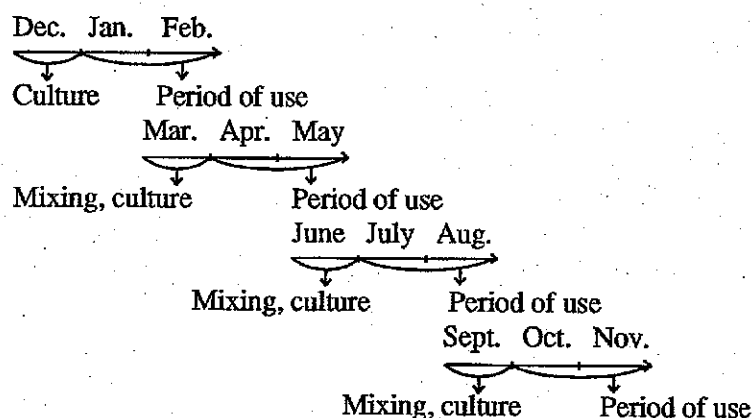 Dec. Jan. Feb.
Culture Period of use
Mar. Apr. May
Mixing, culture Period of use
June July Aug.
Mixing, culture Period of use
Sept. Oct. Nov.
Mixing, culture Period of use